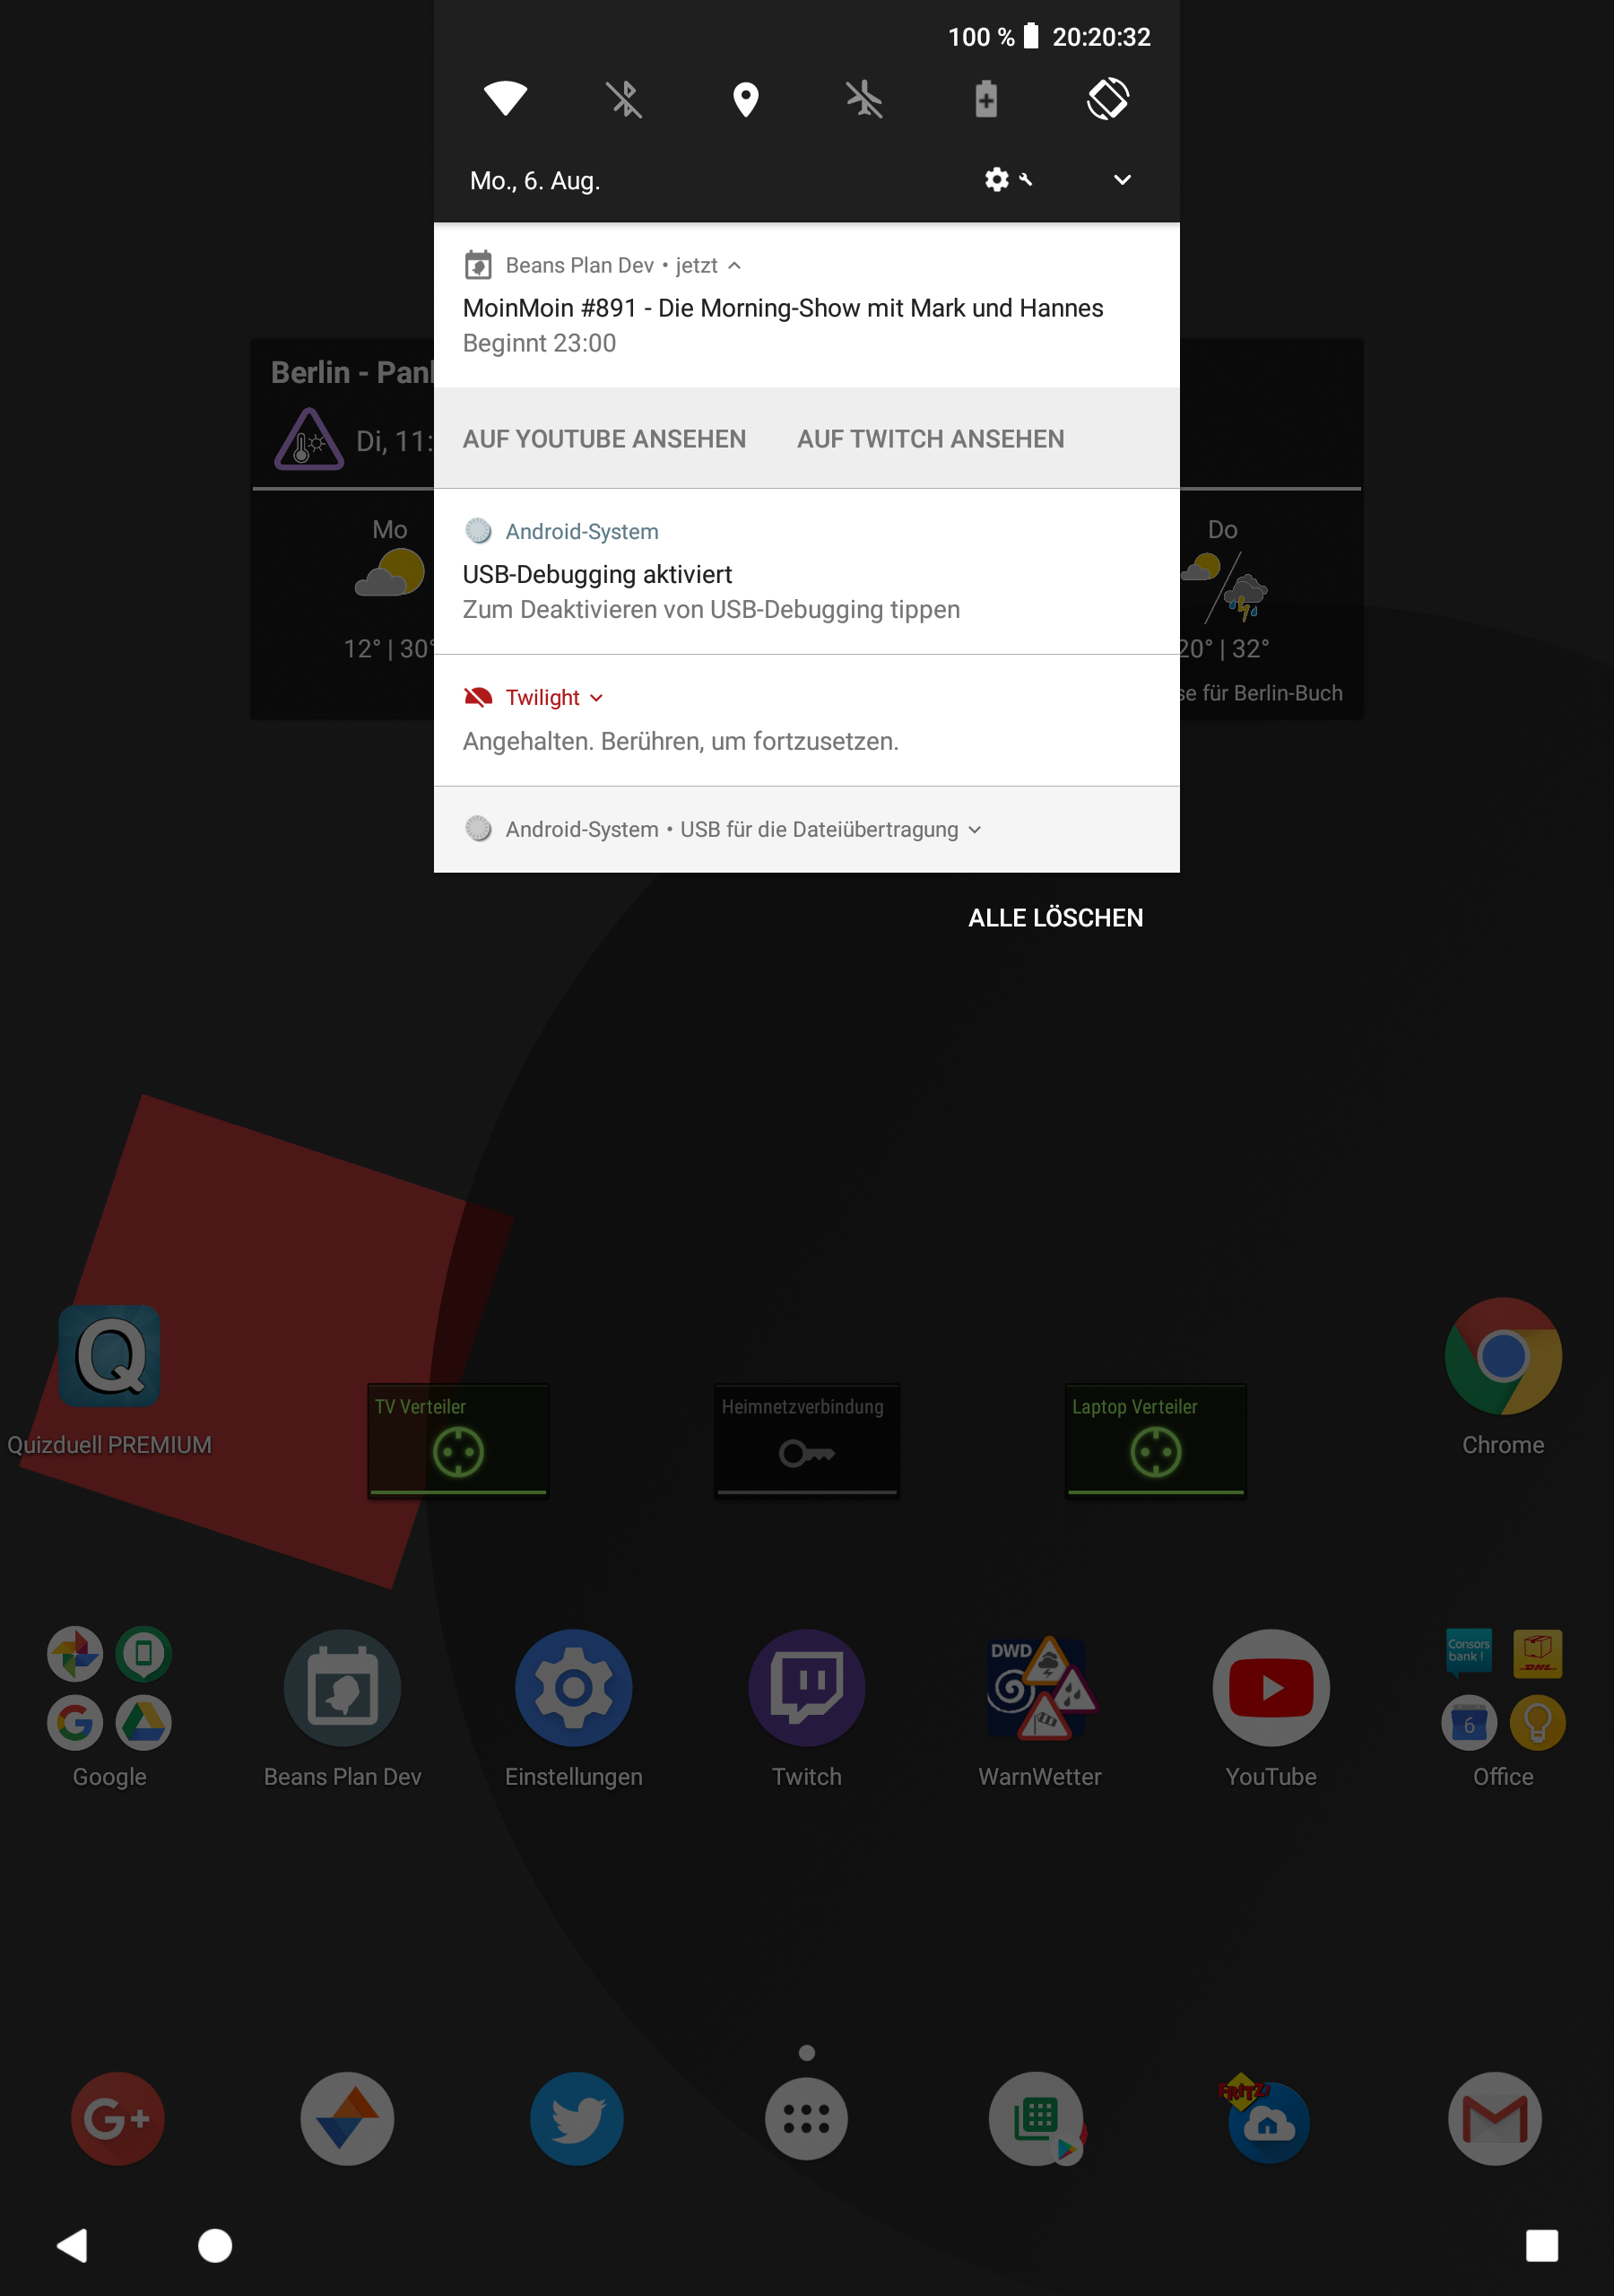 100 % 20:20:32
Mo., 6. Aug.
Beans Plan Dev • jetzt
MoinMoin #891 - Die Morning-Show mit Mark und Hannes
Beginnt 23:00
AUF YOUTUBE ANSEHEN AUF TWITCH ANSEHEN
Android-System
USB-Debugging aktiviert
Zum Deaktivieren von USB-Debugging tippen
Twilight
Angehalten. Berühren, um fortzusetzen.
Android-System • USB für die Dateiübertragung
ALLE LÖSCHEN
Berlin -
Di, 11:
Mo Do
12° | 30° 20° | 32°
für Berlin-Buch
Q
Quizduell PREMIUM
TV Verteiler
Heimnetzverbindung
Laptop Verteiler
Chrome
DWD
Consors
bank!
DHL
G
6
Google
Beans Plan Dev
Einstellungen
Twitch
WarnWetter
YouTube
Office
G+
FRITZ!